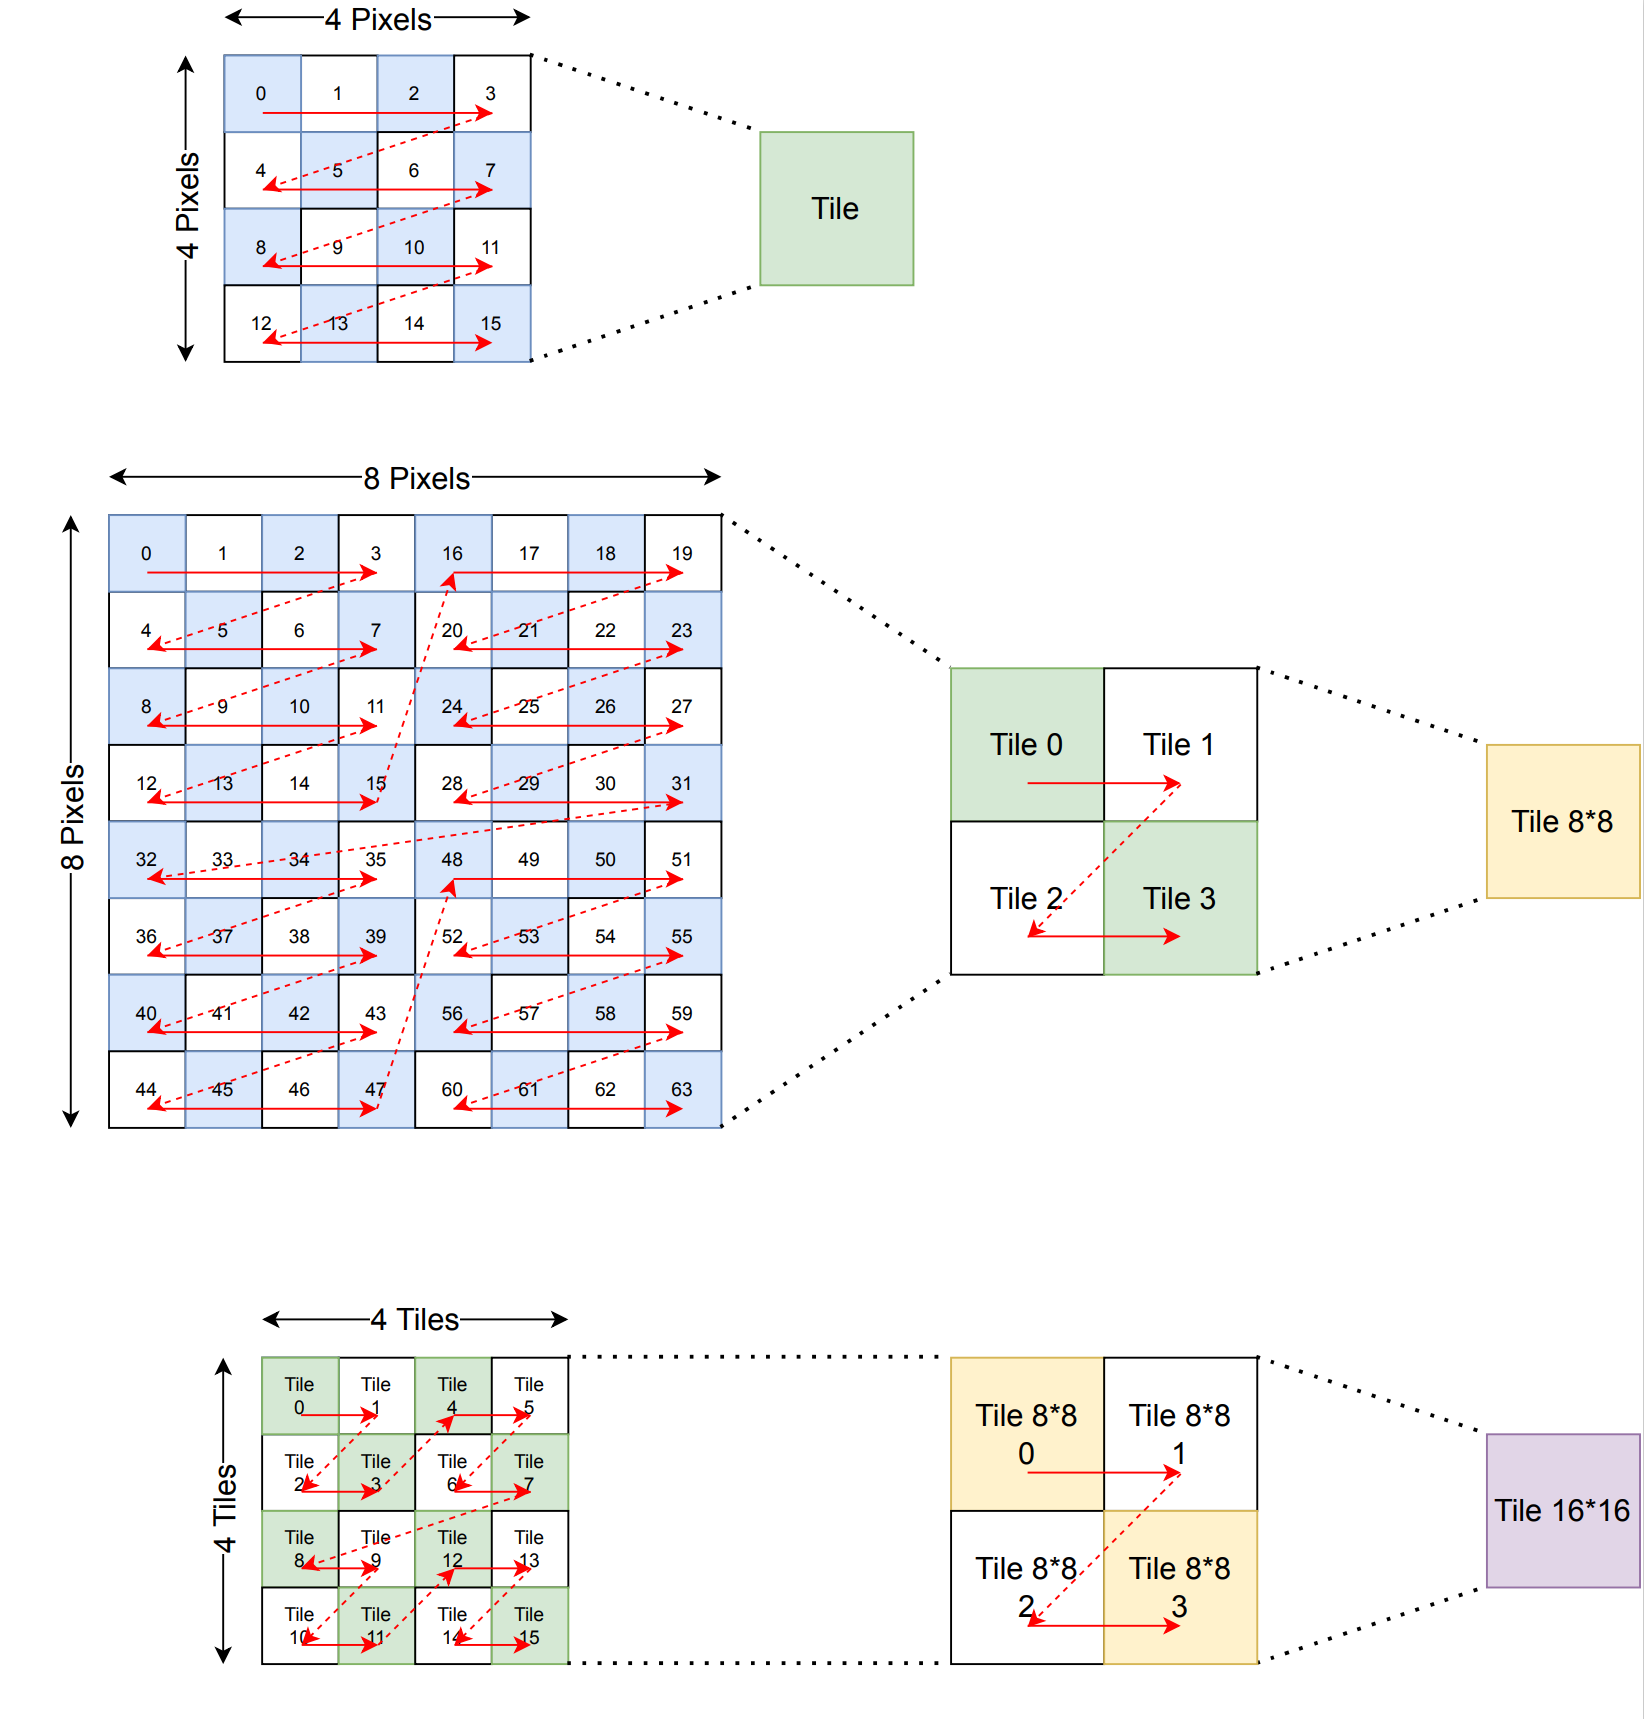 4 Pixels
4 Pixels
0 1 2 3
4 5 6 7
8 9 10 11
12 13 14 15
Tile
8 Pixels
8 Pixels
0 1 2 3 16 17 18 19
4 5 6 7 20 21 22 23
8 9 10 11 24 25 26 27
12 13 14 15 28 29 30 31
32 33 34 35 48 49 50 51
36 37 38 39 52 53 54 55
40 41 42 43 56 57 58 59
44 45 46 47 60 61 62 63
Tile 0 Tile 1
Tile 2 Tile 3
Tile 8*8
4 Tiles
4 Tiles
Tile Tile Tile Tile
0 1 4 5
Tile Tile Tile Tile
2 3 6 7
Tile Tile Tile Tile
8 9 12 13
Tile Tile Tile Tile
10 11 14 15
Tile 8*8 Tile 8*8
0 1
Tile 8*8 Tile 8*8
2 3
Tile 16*16